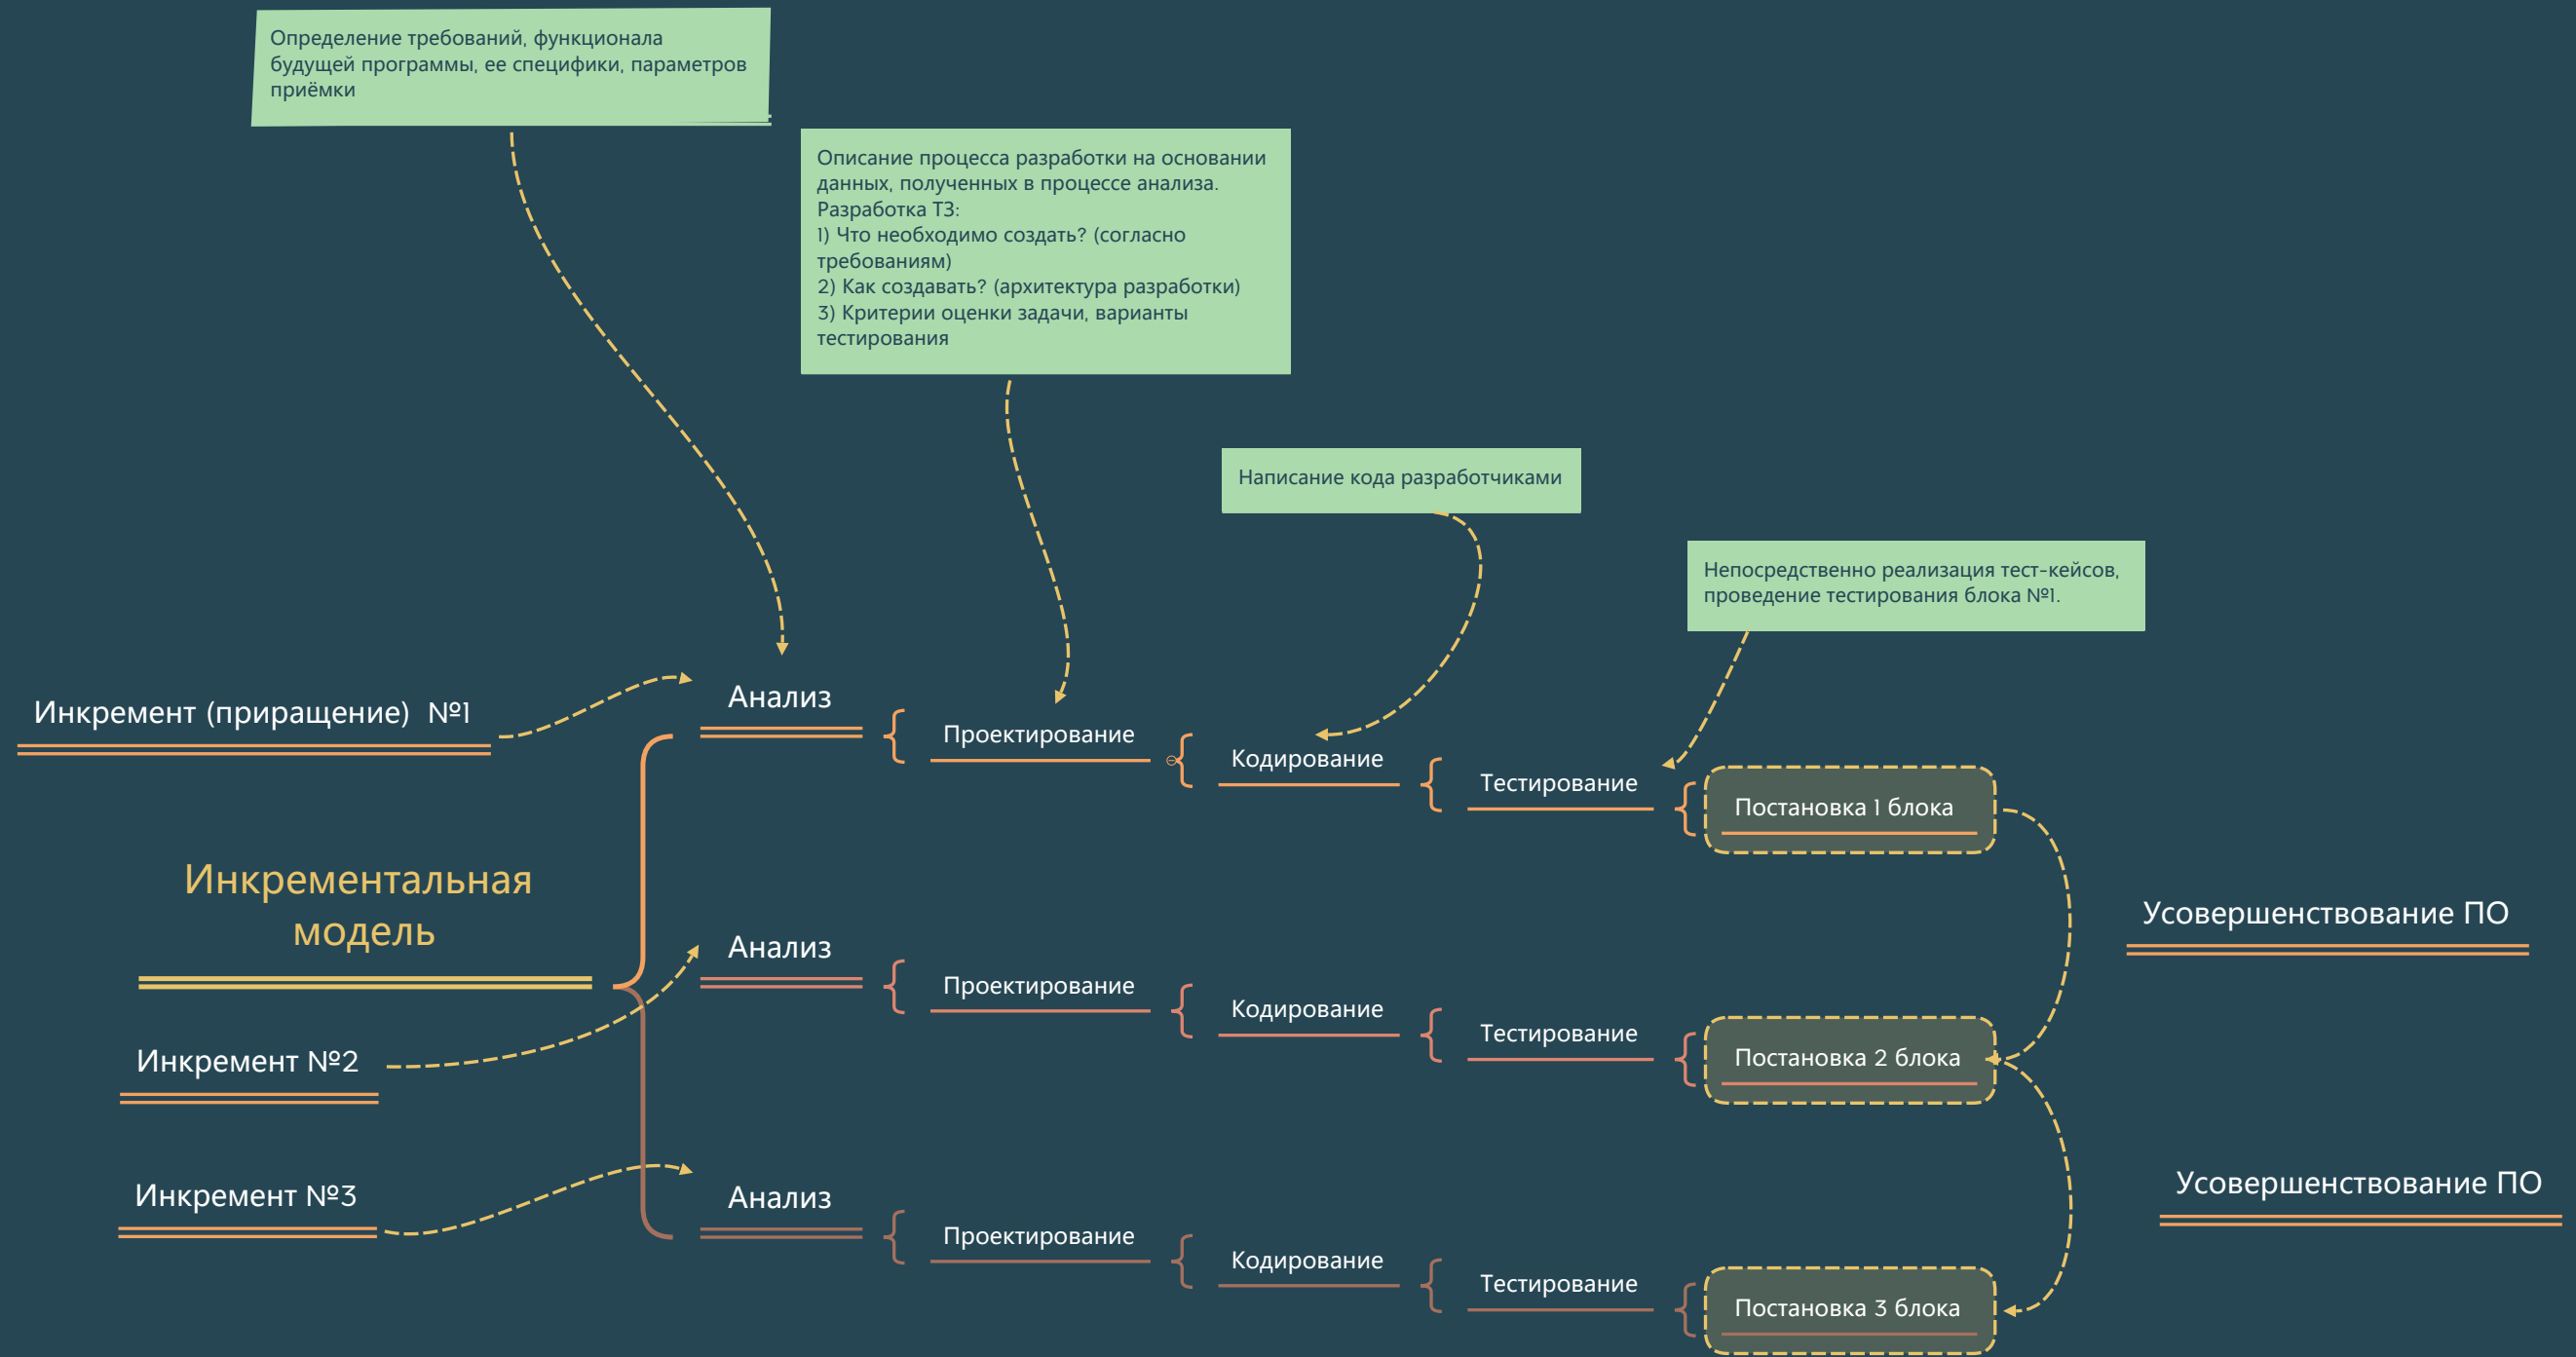 Определение требований, функционала
будущей программы, ее специфики, параметров
приёмки
Описание процесса разработки на основании
данных, полученных в процессе анализа.
Разработка ТЗ:
1) Что необходимо создать? (согласно
требованиям)
2) Как создавать? (архитектура разработки)
3) Критерии оценки задачи, варианты
тестирования
Написание кода разработчиками
Непосредственно реализация тест-кейсов,
проведение тестирования блока №1.
Инкремент (приращение) №1
Анализ
Проектирование
Кодирование
Тестирование
Постановка 1 блока
Инкрементальная
модель
Усовершенствование ПО
Инкремент №2
Анализ
Проектирование
Кодирование
Тестирование
Постановка 2 блока
Усовершенствование ПО
Инкремент №3
Анализ
Проектирование
Кодирование
Тестирование
Постановка 3 блока